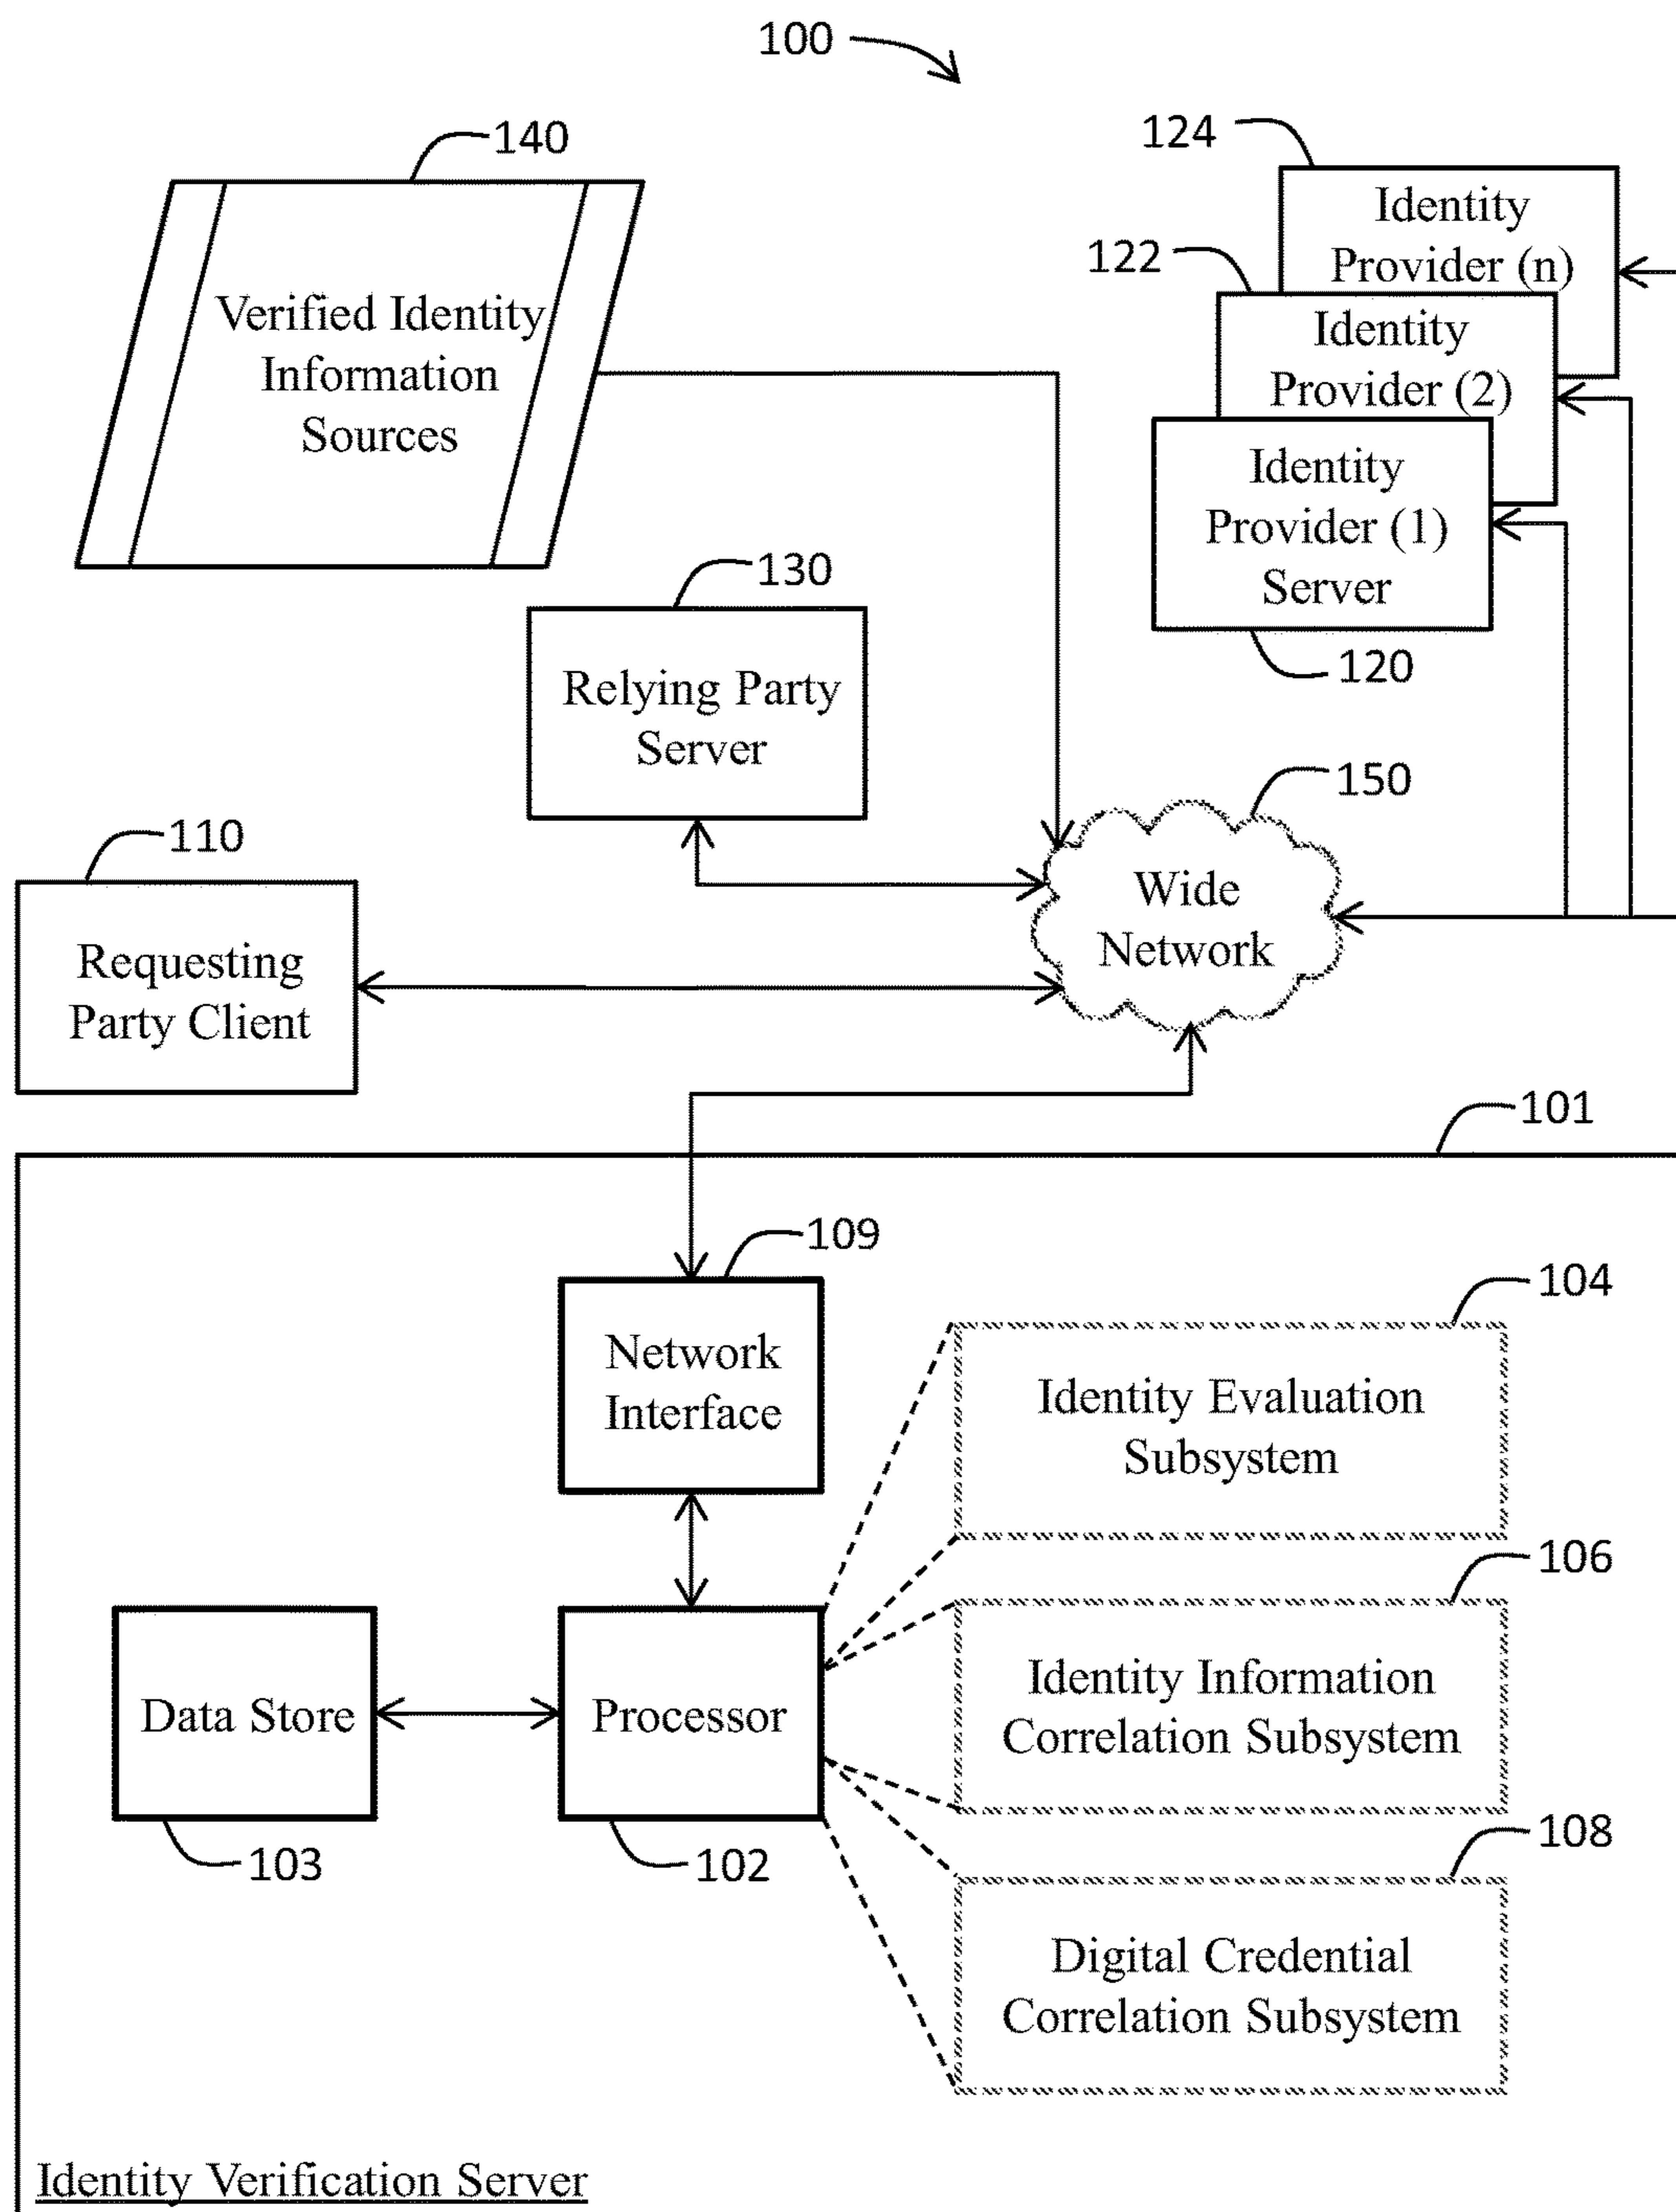 100
140
124
Identity
Provider (n)
122
Verified Identity
Information
Sources
Identity
Provider (2)
Identity
Provider (1)
Server
130
120
Relying Party
Server
150
110
Wide
Network
Requesting
Party Client
101
109
104
Network
Interface
Identity Evaluation
Subsystem
106
Data Store
Processor
Identity Information
Correlation Subsystem
103
102
108
Digital Credential
Correlation Subsystem
Identity Verification Server